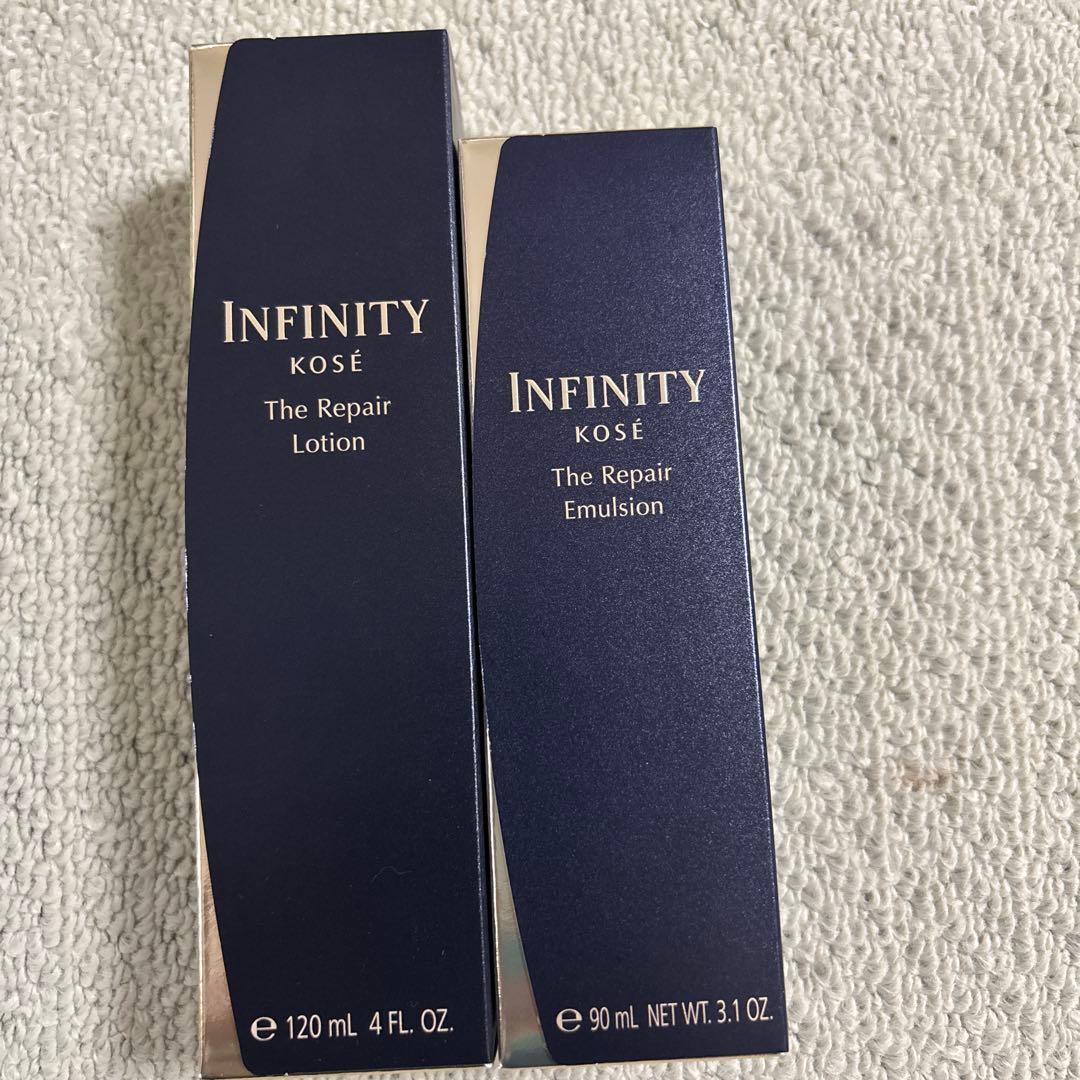 INFINITY
KOSÉ
The Repair
Lotion
℮ 120 mL 4 FL. OZ.
INFINITY
KOSÉ
The Repair
Emulsion
℮ 90 mL NET WT. 3.1 OZ.